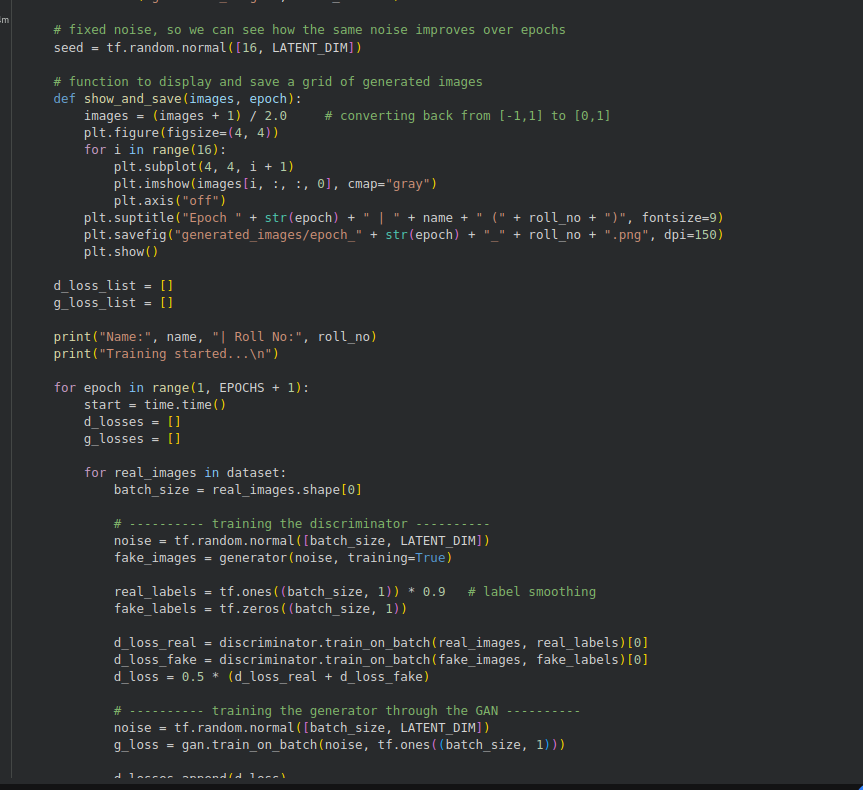 # fixed noise, so we can see how the same noise improves over epochs
seed = tf.random.normal([16, LATENT_DIM])
# function to display and save a grid of generated images
def show_and_save(images, epoch):
images = (images + 1) / 2.0 # converting back from [-1,1] to [0,1]
plt.figure(figsize=(4, 4))
for i in range(16):
plt.subplot(4, 4, i + 1)
plt.imshow(images[i, :, :, 0], cmap="gray")
plt.axis("off")
plt.suptitle("Epoch " + str(epoch) + " | " + name + " (" + roll_no + ")", fontsize=9)
plt.savefig("generated_images/epoch_" + str(epoch) + "_" + roll_no + ".png", dpi=150)
plt.show()
d_loss_list = []
g_loss_list = []
print("Name:", name, "| Roll No:", roll_no)
print("Training started...\n")
for epoch in range(1, EPOCHS + 1):
start = time.time()
d_losses = []
g_losses = []
for real_images in dataset:
batch_size = real_images.shape[0]
# ---------- training the discriminator ----------
noise = tf.random.normal([batch_size, LATENT_DIM])
fake_images = generator(noise, training=True)
real_labels = tf.ones((batch_size, 1)) * 0.9 # label smoothing
fake_labels = tf.zeros((batch_size, 1))
d_loss_real = discriminator.train_on_batch(real_images, real_labels)[0]
d_loss_fake = discriminator.train_on_batch(fake_images, fake_labels)[0]
d_loss = 0.5 * (d_loss_real + d_loss_fake)
# ---------- training the generator through the GAN ----------
noise = tf.random.normal([batch_size, LATENT_DIM])
g_loss = gan.train_on_batch(noise, tf.ones((batch_size, 1)))
d_losses.append(d_loss)